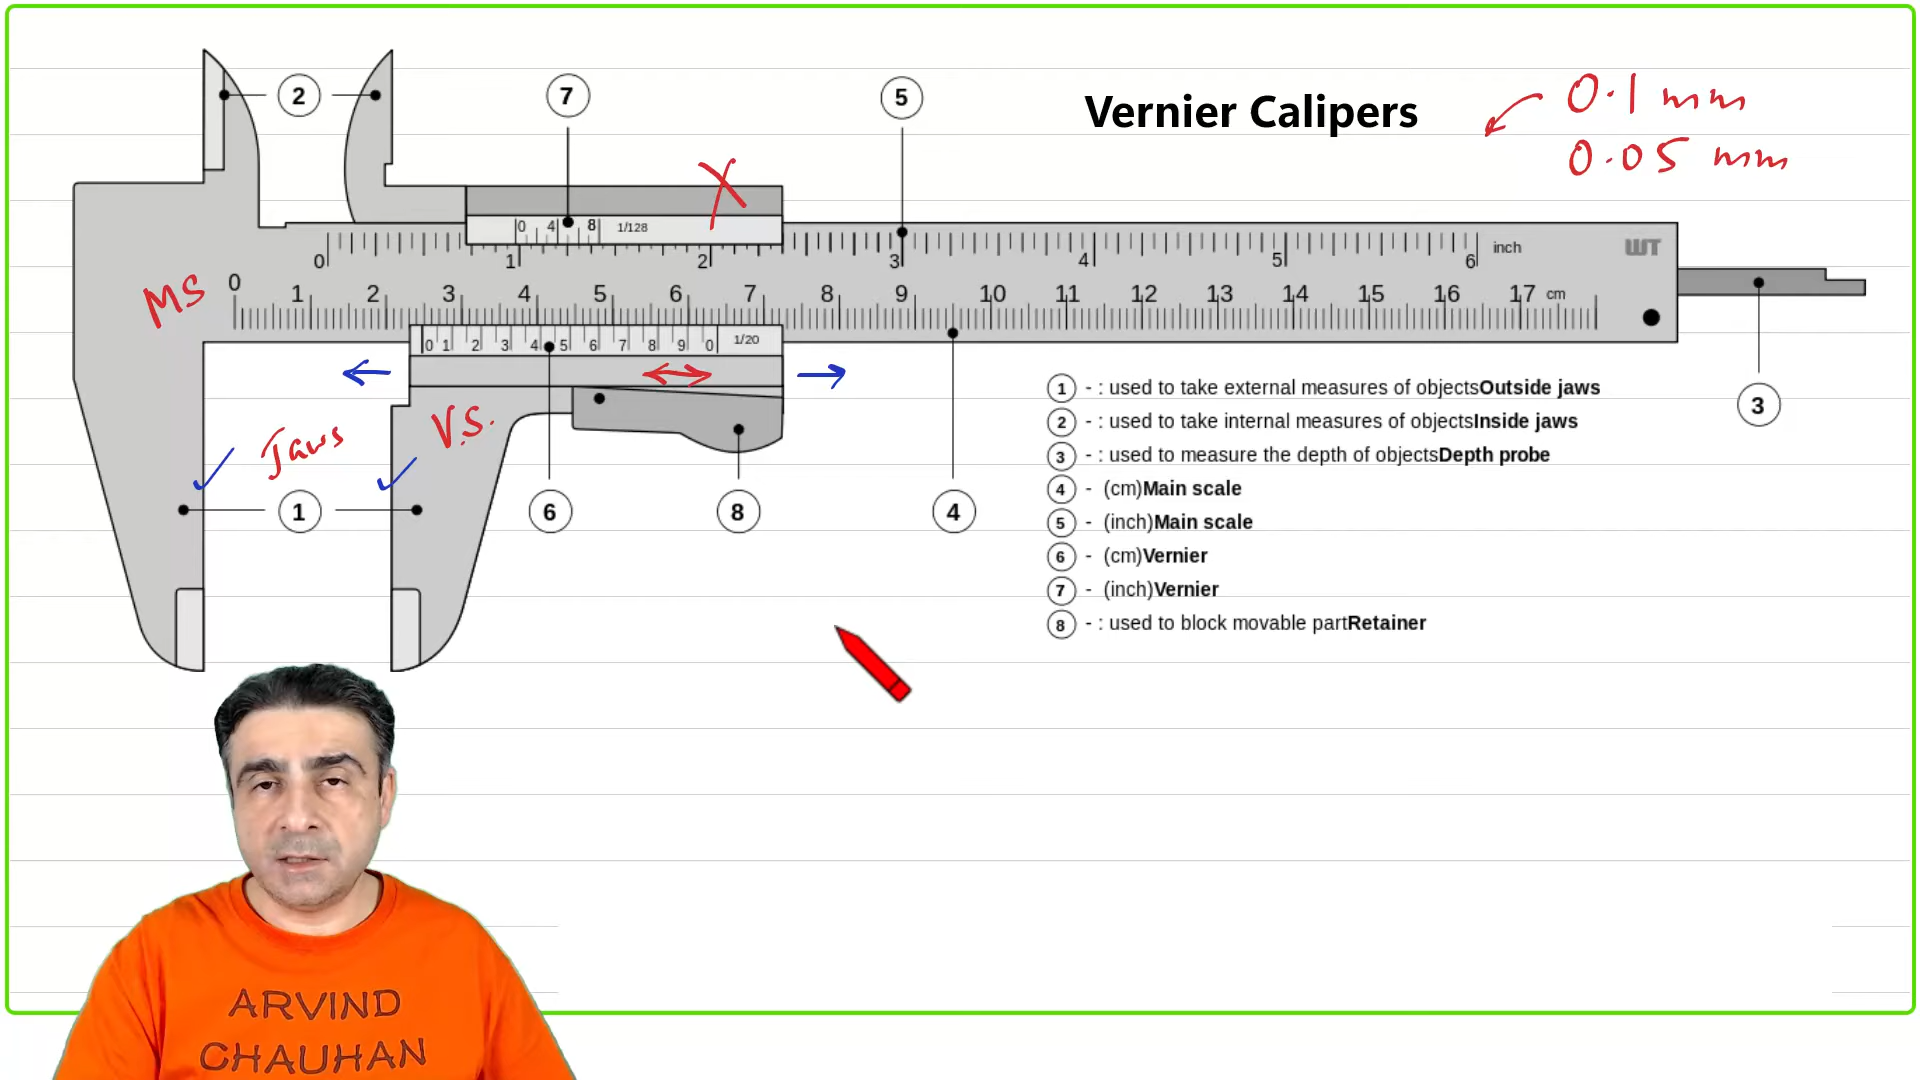 Vernier Calipers
0.1 mm
0.05 mm
2
7
5
0 4 8 1/128
0 1 2 3 4 5 6 inch
WT
MS
0 1 2 3 4 5 6 7 8 9 10 11 12 13 14 15 16 17 cm
0 1 2 3 4 5 6 7 8 9 0 1/20
V.S.
Jaws
1
6
8
4
3
1 - : used to take external measures of objectsOutside jaws
2 - : used to take internal measures of objectsInside jaws
3 - : used to measure the depth of objectsDepth probe
4 - (cm)Main scale
5 - (inch)Main scale
6 - (cm)Vernier
7 - (inch)Vernier
8 - : used to block movable partRetainer
ARVIND
CHAUHAN